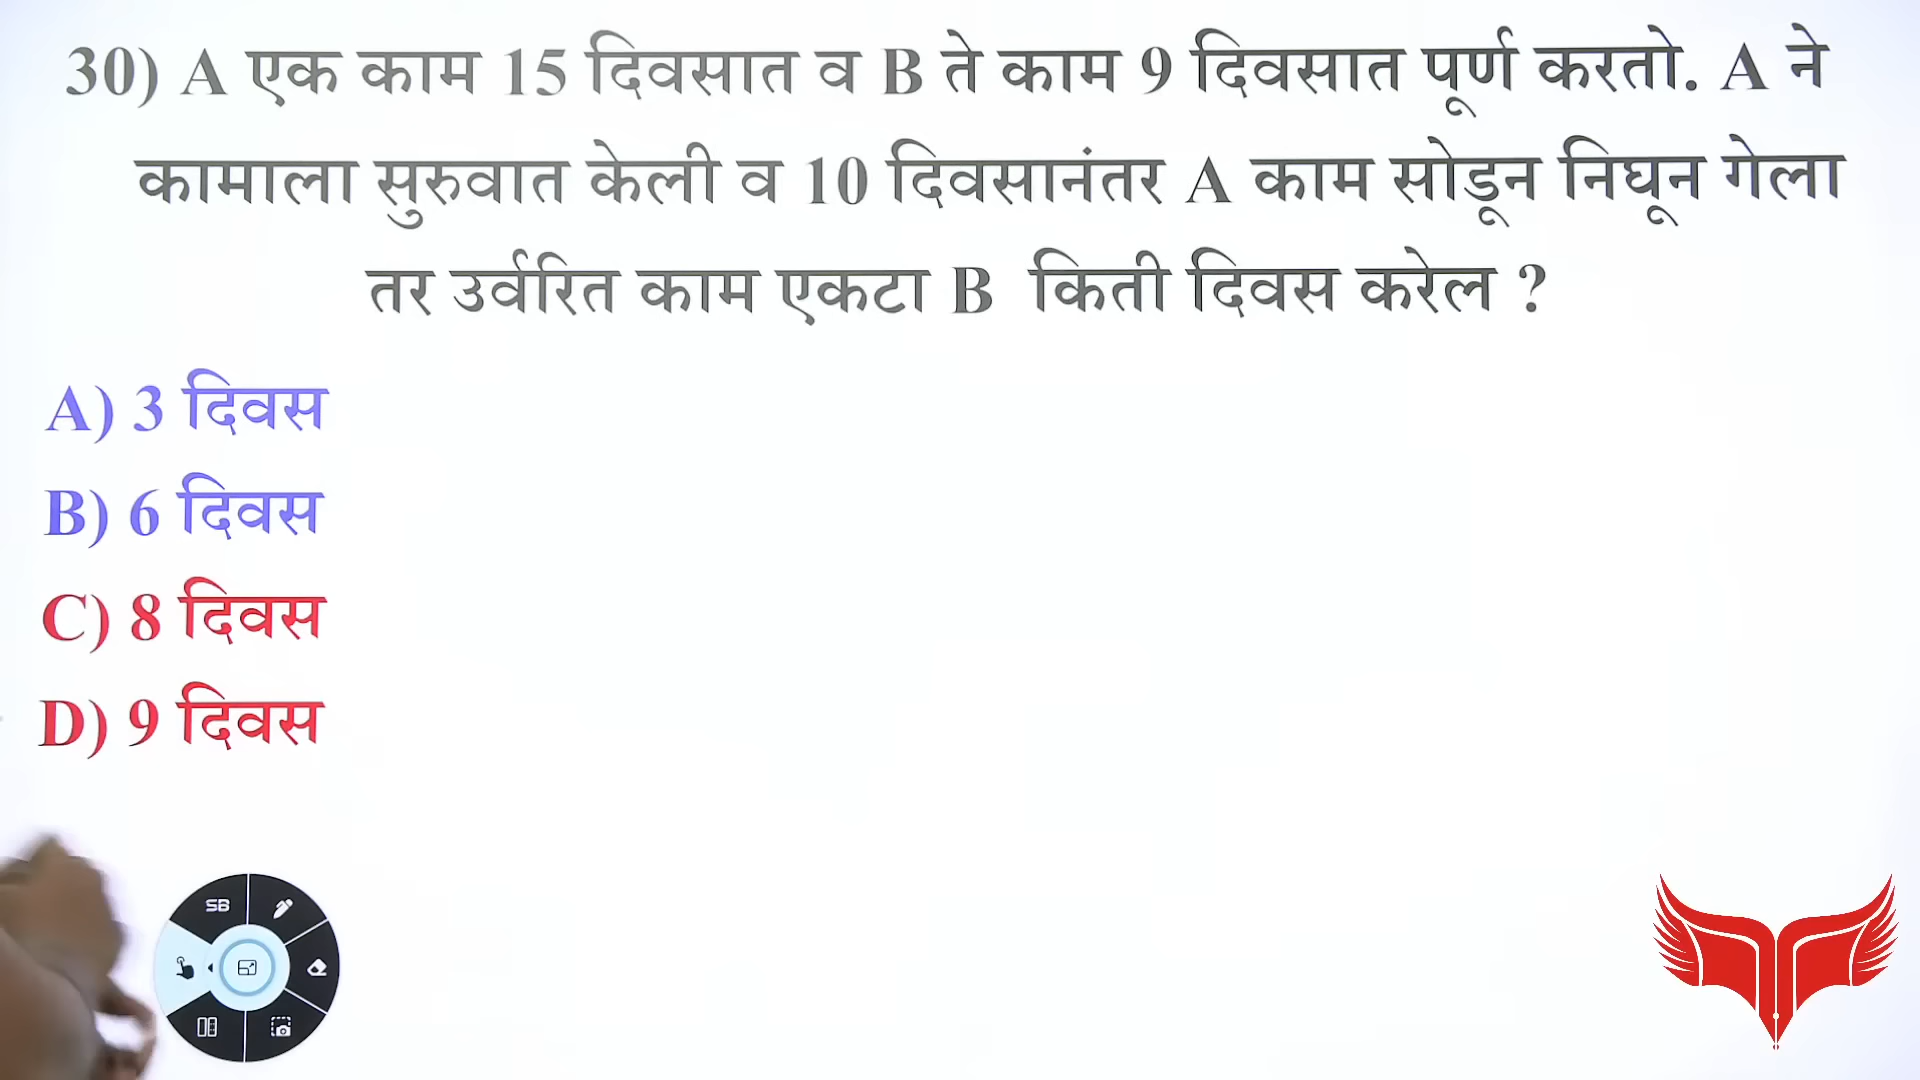 30) A एक काम 15 दिवसात व B ते काम 9 दिवसात पूर्ण करतो. A ने
कामाला सुरुवात केली व 10 दिवसानंतर A काम सोडून निघून गेला
तर उर्वरित काम एकटा B किती दिवस करेल ?
A) 3 दिवस
B) 6 दिवस
C) 8 दिवस
D) 9 दिवस
SB